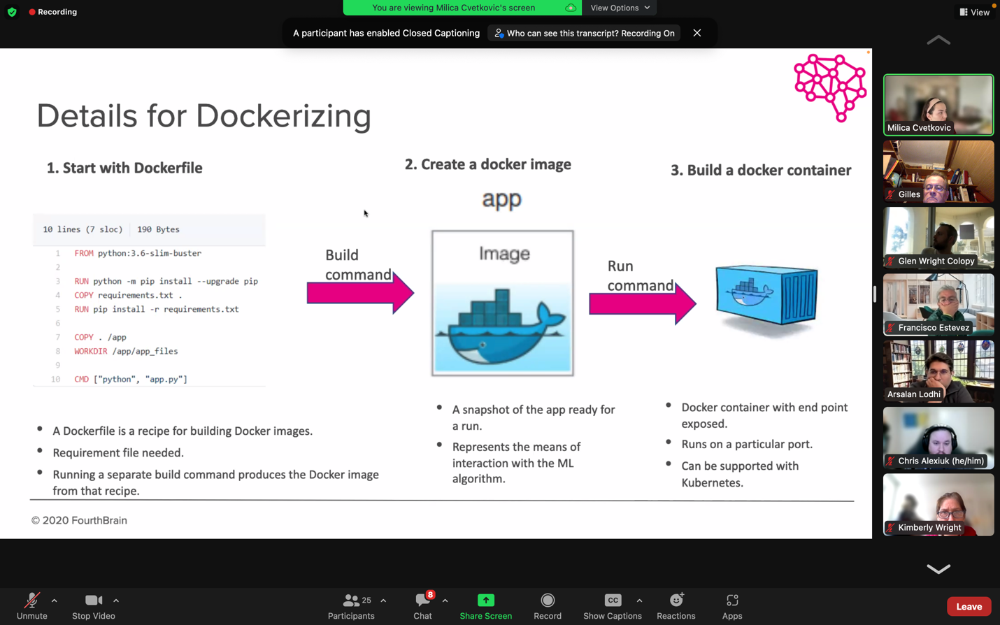 Recording
You are viewing Milica Cvetkovic's screen
View Options
View
A participant has enabled Closed Captioning
Who can see this transcript? Recording On
Details for Dockerizing
1. Start with Dockerfile
10 lines (7 sloc) 190 Bytes
1 FROM python:3.6-slim-buster
2
3 RUN python -m pip install --upgrade pip
4 COPY requirements.txt .
5 RUN pip install -r requirements.txt
6
7 COPY . /app
8 WORKDIR /app/app_files
9
10 CMD ["python", "app.py"]
• A Dockerfile is a recipe for building Docker images.
• Requirement file needed.
• Running a separate build command produces the Docker image
from that recipe.
Build
command
2. Create a docker image
app
Image
• A snapshot of the app ready for
a run.
• Represents the means of
interaction with the ML
algorithm.
Run
command
3. Build a docker container
• Docker container with end point
exposed.
• Runs on a particular port.
• Can be supported with
Kubernetes.
© 2020 FourthBrain
Milica Cvetkovic
Gilles
Glen Wright Colopy
Francisco Estevez
Arsalan Lodhi
Chris Alexiuk (he/him)
Kimberly Wright
Unmute
Stop Video
25
Participants
8
Chat
Share Screen
Record
CC
Show Captions
Reactions
Apps
Leave